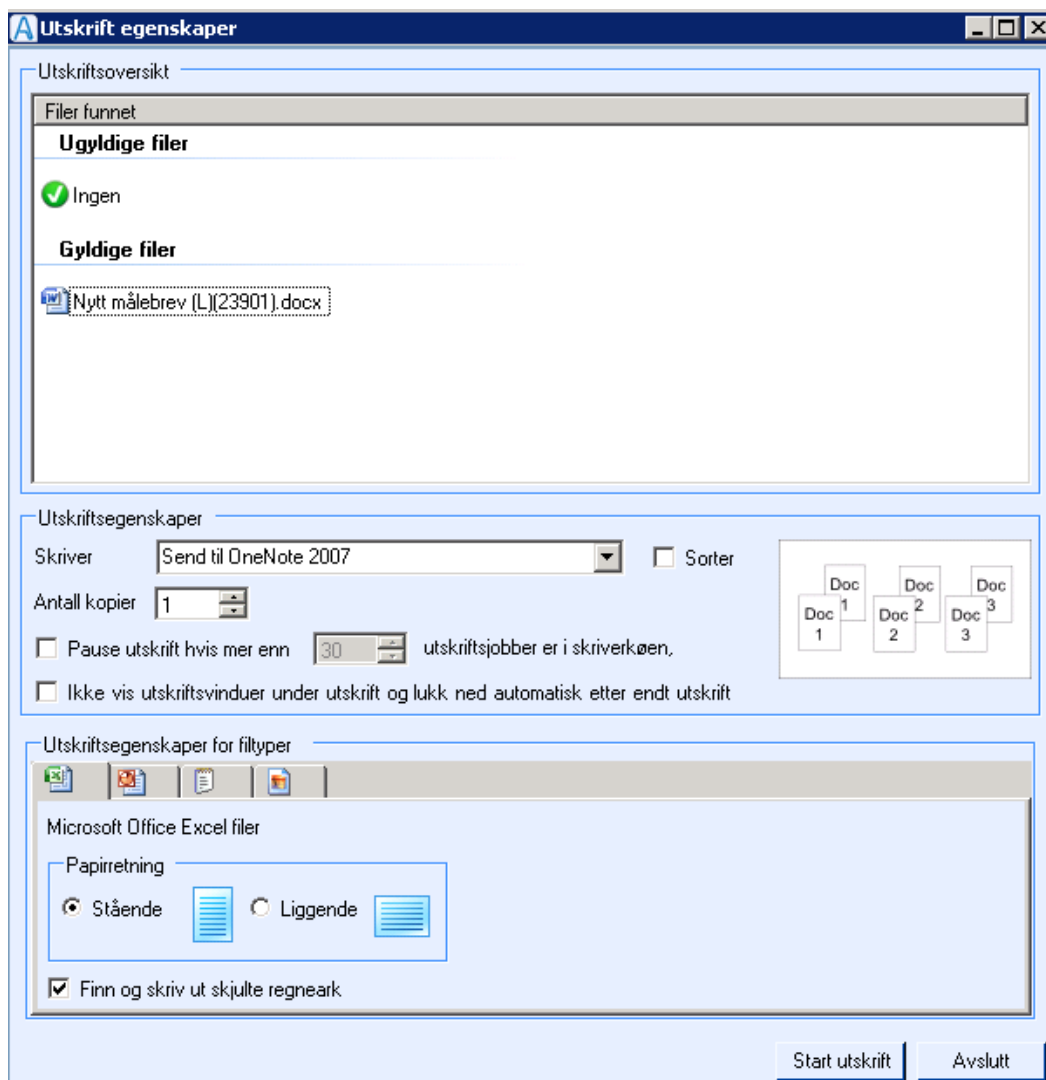 Utskrift egenskaper
Utskriftsoversikt
Filer funnet
Ugyldige filer
Ingen
Gyldige filer
Nytt målebrev (L)(23901).docx
Utskriftsegenskaper
Skriver Send til OneNote 2007 Sorter
Doc 1 Doc 2 Doc 3
Doc 1 Doc 2 Doc 3
Antall kopier 1
Pause utskrift hvis mer enn 30 utskriftsjobber er i skriverkøen,
Ikke vis utskriftsvinduer under utskrift og lukk ned automatisk etter endt utskrift
Utskriftsegenskaper for filtyper
Microsoft Office Excel filer
Papirretning
Stående Liggende
Finn og skriv ut skjulte regneark
Start utskrift Avslutt